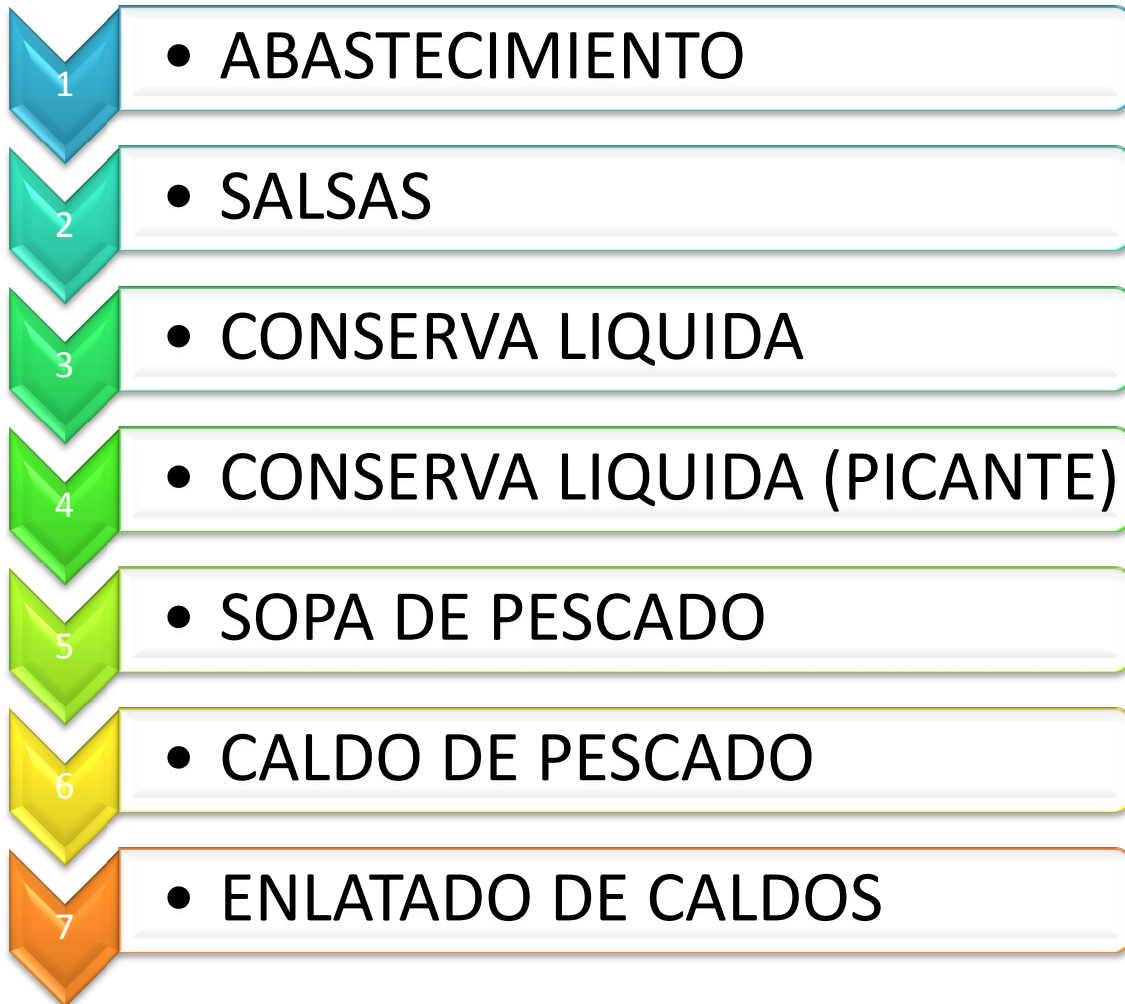 1 • ABASTECIMIENTO
2 • SALSAS
3 • CONSERVA LIQUIDA
4 • CONSERVA LIQUIDA (PICANTE)
5 • SOPA DE PESCADO
6 • CALDO DE PESCADO
7 • ENLATADO DE CALDOS